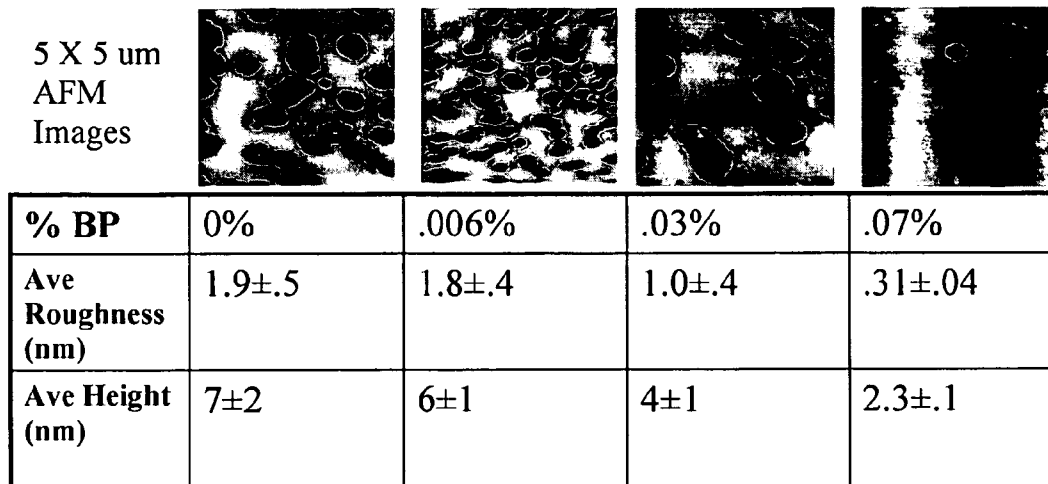 5 X 5 um
AFM
Images
% BP 0% .006% .03% .07%
Ave
Roughness
(nm) 1.9±.5 1.8±.4 1.0±.4 .31±.04
Ave Height
(nm) 7±2 6±1 4±1 2.3±.1